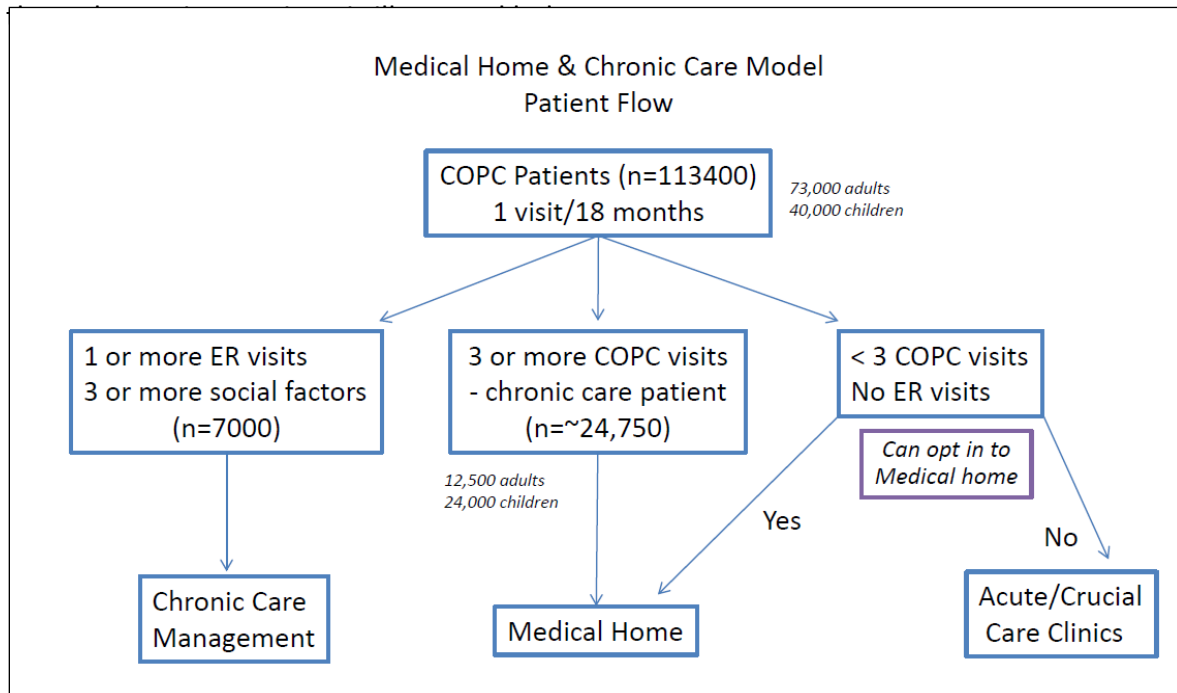 Medical Home & Chronic Care Model
Patient Flow
COPC Patients (n=113400)
1 visit/18 months
73,000 adults
40,000 children
1 or more ER visits
3 or more social factors
(n=7000)
3 or more COPC visits
- chronic care patient
(n=~24,750)
12,500 adults
24,000 children
< 3 COPC visits
No ER visits
Can opt in to
Medical home
Yes
No
Chronic Care
Management
Medical Home
Acute/Crucial
Care Clinics